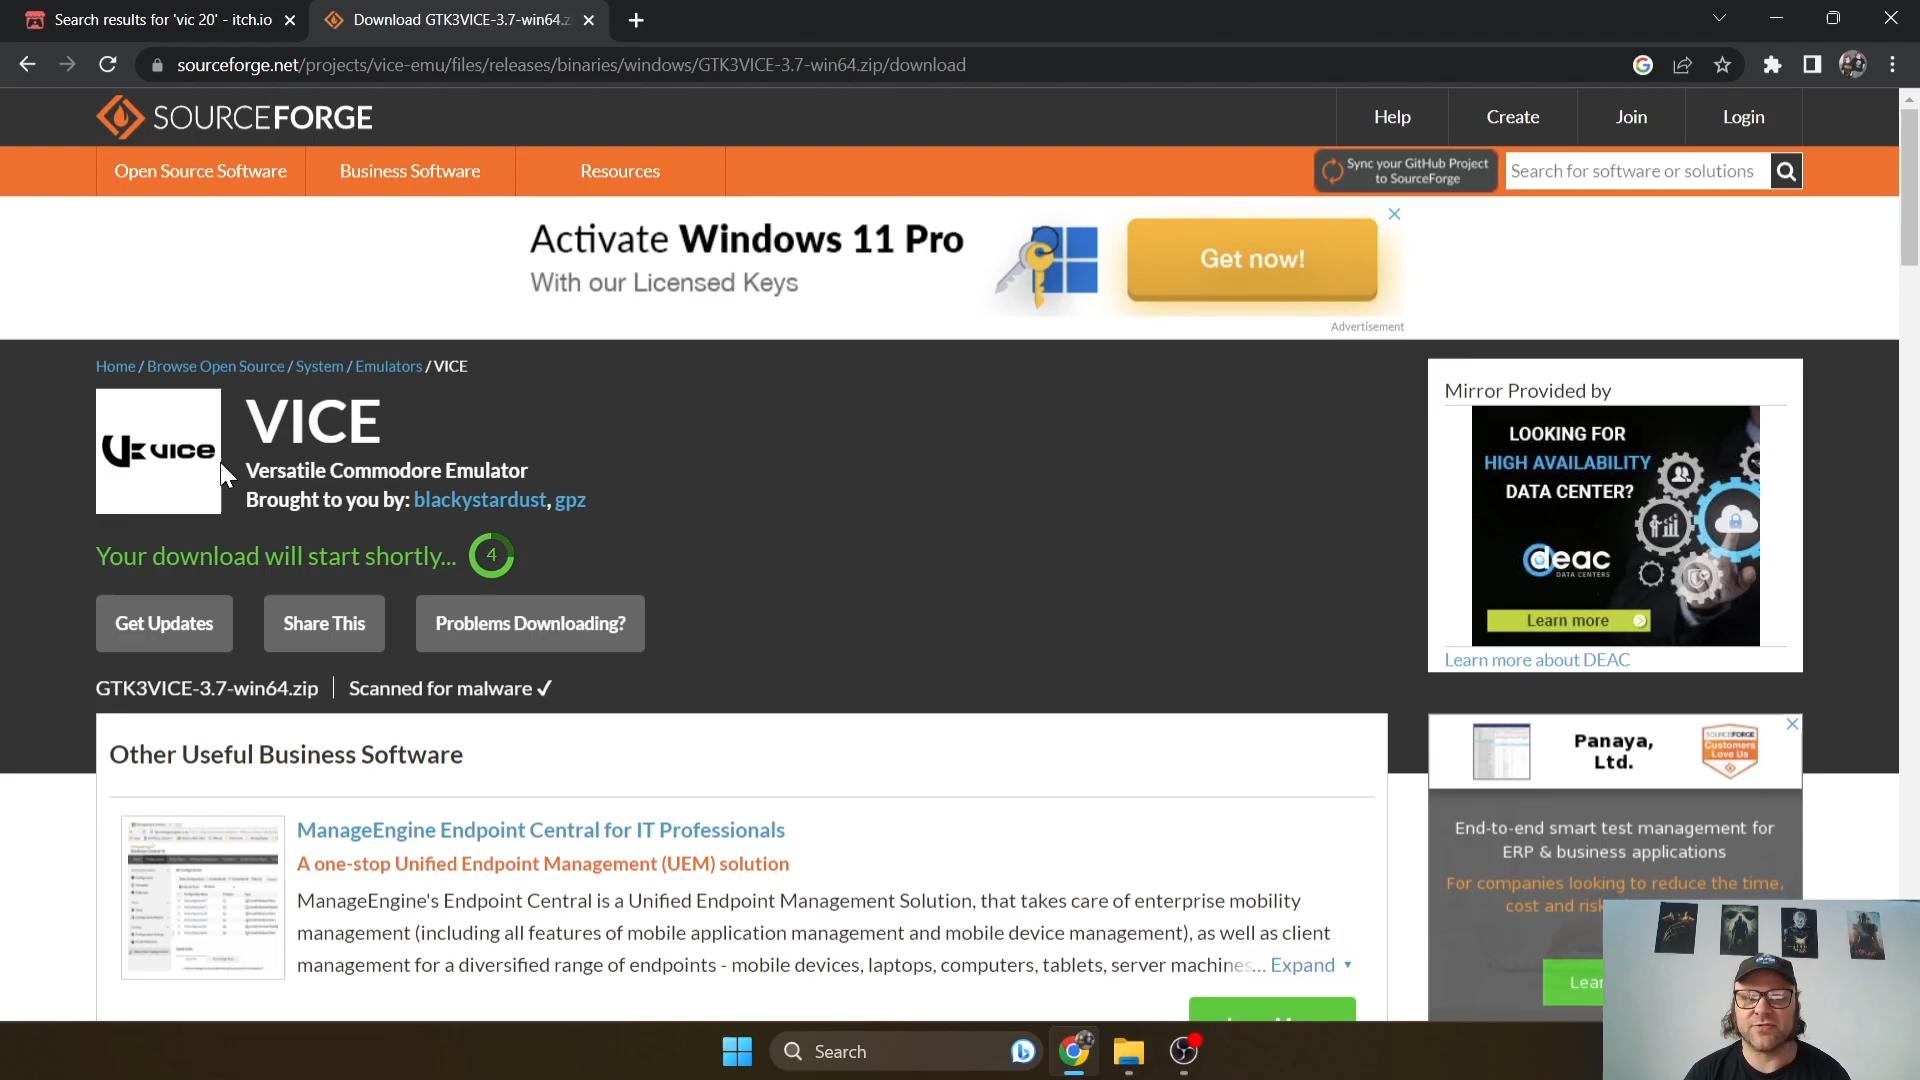 Search results for 'vic 20' - itch.io
Download GTK3VICE-3.7-win64.z
sourceforge.net/projects/vice-emu/files/releases/binaries/windows/GTK3VICE-3.7-win64.zip/download
SOURCEFORGE
Help
Create
Join
Login
Open Source Software
Business Software
Resources
Sync your GitHub Project
to SourceForge
Search for software or solutions
Activate Windows 11 Pro
With our Licensed Keys
Get now!
Advertisement
Home / Browse Open Source / System / Emulators / VICE
VICE
VICE
Versatile Commodore Emulator
Brought to you by: blackystardust, gpz
Your download will start shortly... 4
Get Updates
Share This
Problems Downloading?
GTK3VICE-3.7-win64.zip
Scanned for malware ✓
Mirror Provided by
LOOKING FOR
HIGH AVAILABILITY
DATA CENTER?
deac
DATA CENTERS
Learn more
Learn more about DEAC
Other Useful Business Software
ManageEngine Endpoint Central for IT Professionals
A one-stop Unified Endpoint Management (UEM) solution
ManageEngine's Endpoint Central is a Unified Endpoint Management Solution, that takes care of enterprise mobility
management (including all features of mobile application management and mobile device management), as well as client
management for a diversified range of endpoints - mobile devices, laptops, computers, tablets, server machines... Expand
Panaya,
Ltd.
SOURCEFORGE
Customers
Love Us
End-to-end smart test management for
ERP & business applications
For companies looking to reduce the time,
cost and risk
Lear
Search